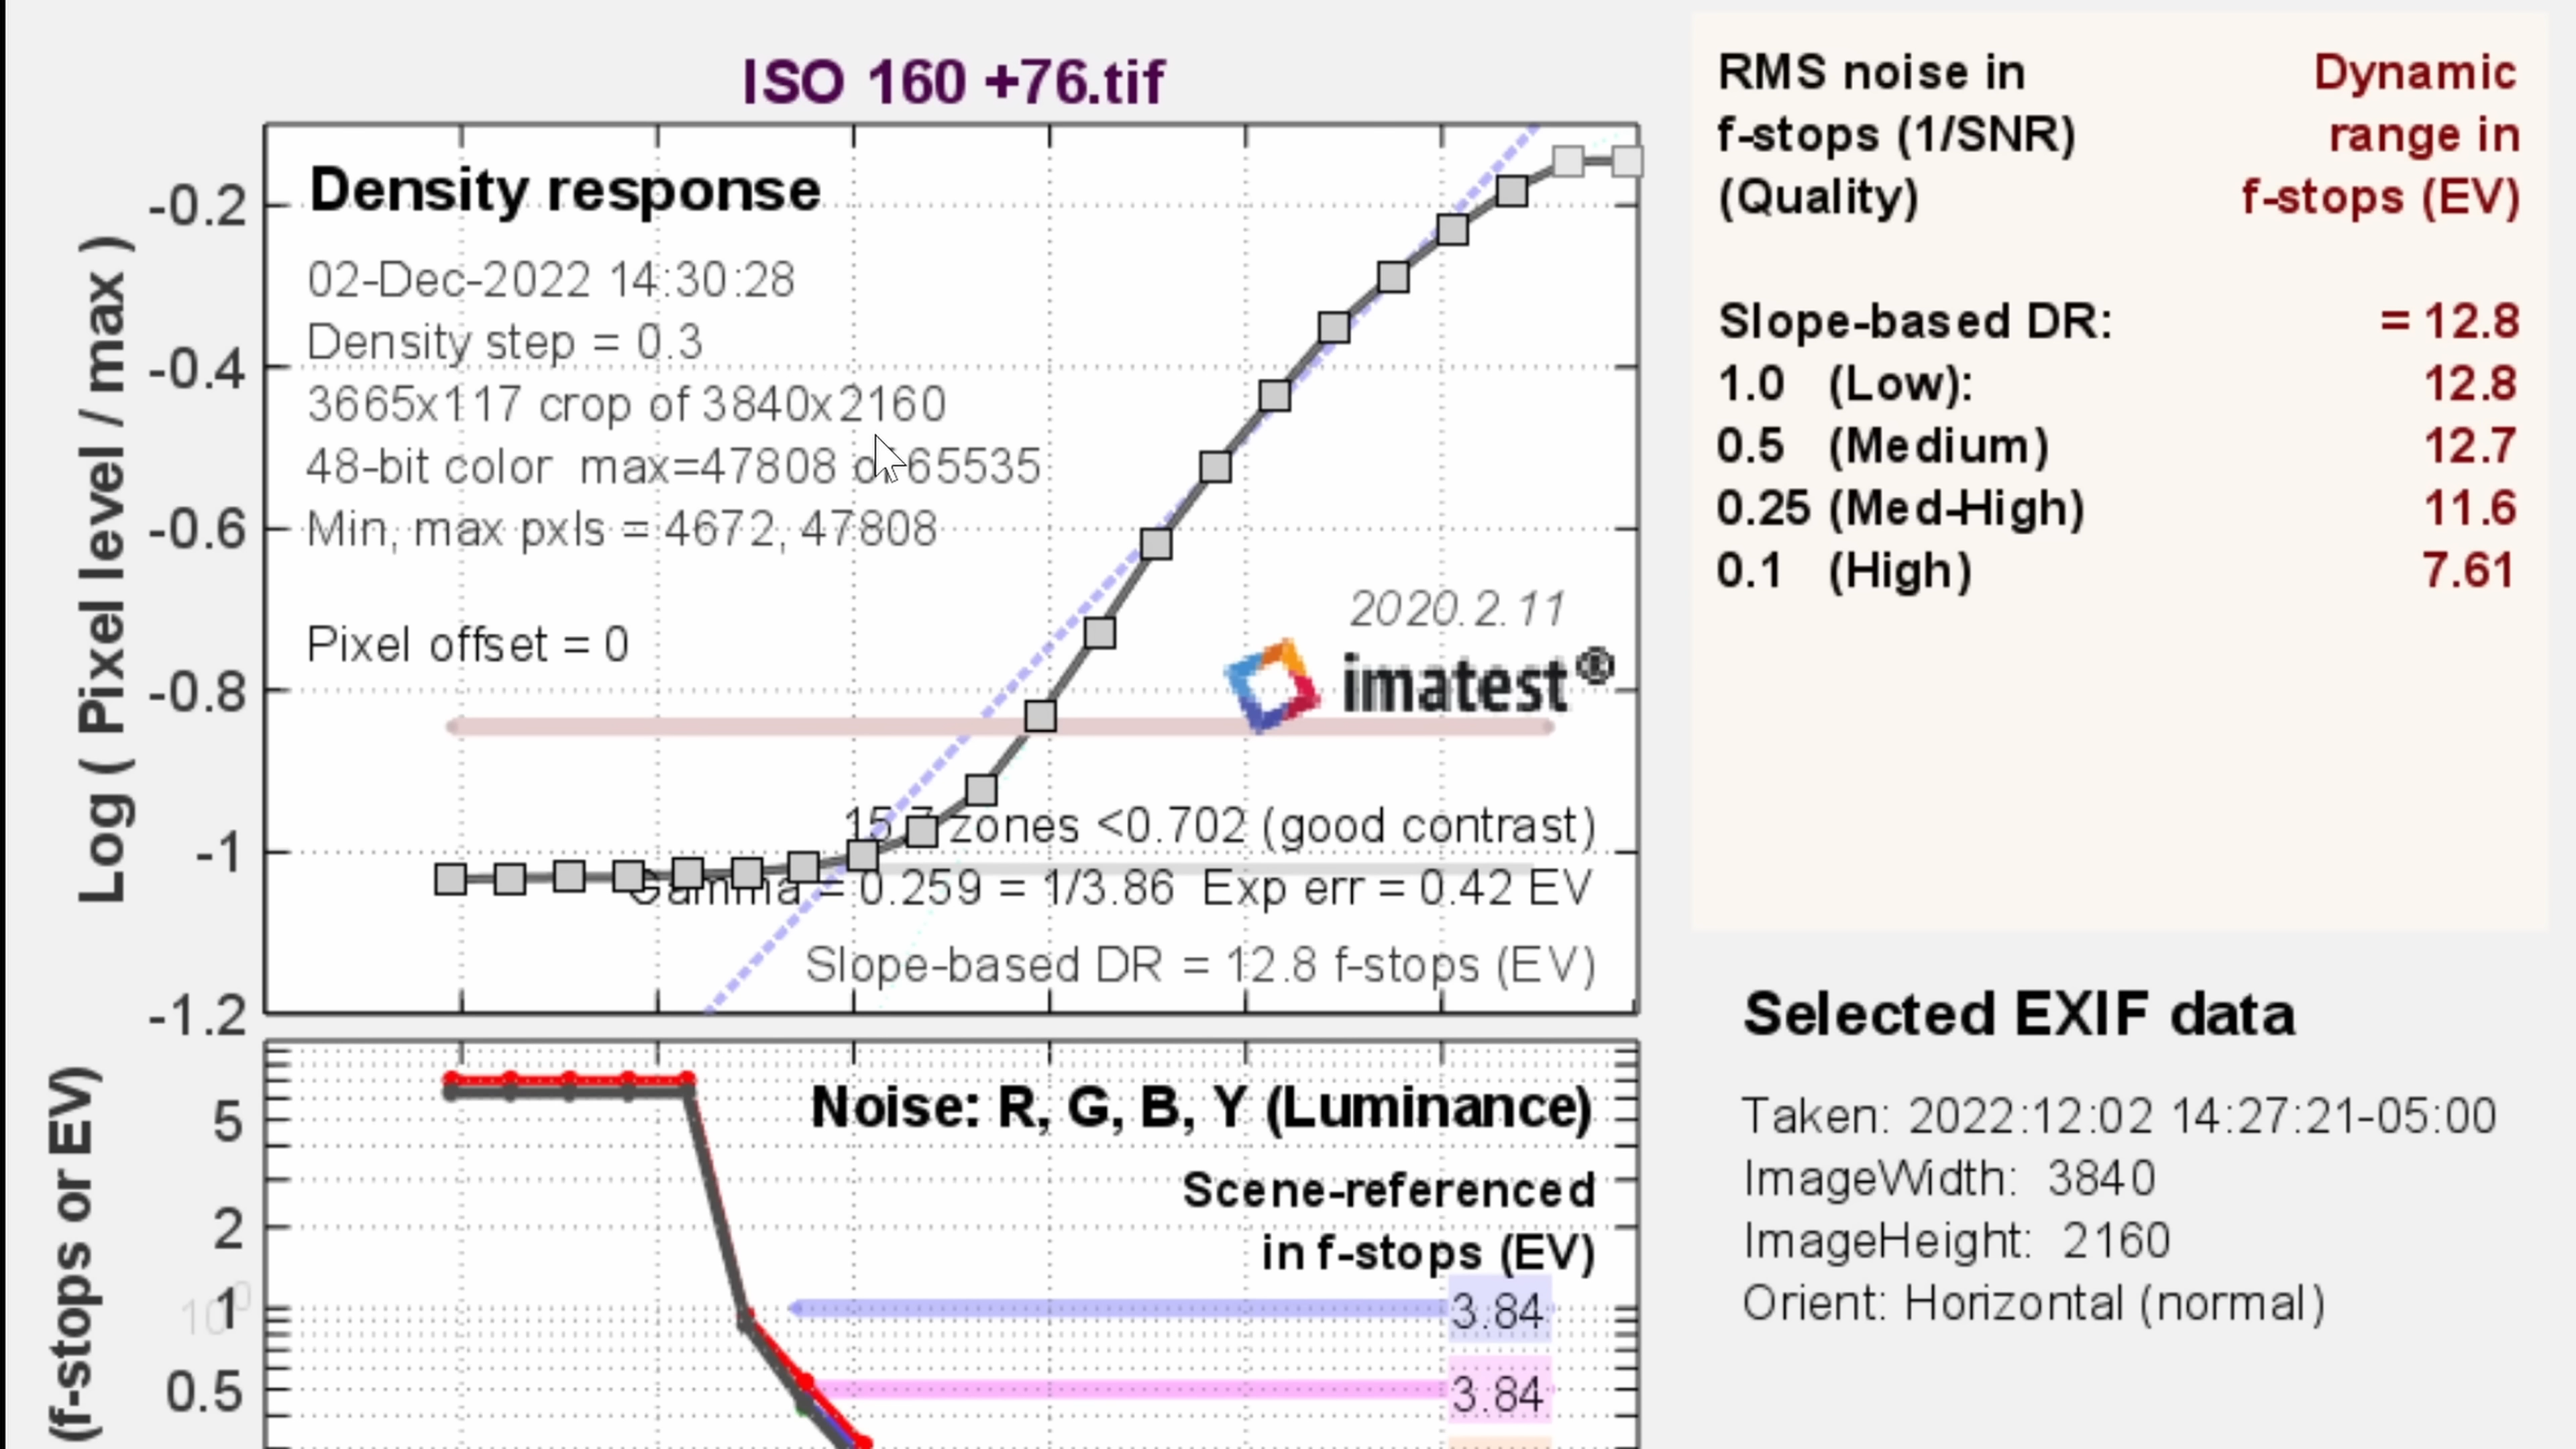 ISO 160 +76.tif
Density response
02-Dec-2022 14:30:28
Density step = 0.3
3665x117 crop of 3840x2160
48-bit color max=47808 of 65535
Min, max pxls = 4672, 47808
Pixel offset = 0
2020.2.11
imatest®
15.7 zones <0.702 (good contrast)
Gamma = 0.259 = 1/3.86 Exp err = 0.42 EV
Slope-based DR = 12.8 f-stops (EV)
Log ( Pixel level / max )
-0.2
-0.4
-0.6
-0.8
-1
-1.2
Noise: R, G, B, Y (Luminance)
Scene-referenced
in f-stops (EV)
3.84
3.84
(f-stops or EV)
5
2
10⁰
1
0.5
RMS noise in Dynamic
f-stops (1/SNR) range in
(Quality) f-stops (EV)
Slope-based DR: = 12.8
1.0 (Low): 12.8
0.5 (Medium) 12.7
0.25 (Med-High) 11.6
0.1 (High) 7.61
Selected EXIF data
Taken: 2022:12:02 14:27:21-05:00
ImageWidth: 3840
ImageHeight: 2160
Orient: Horizontal (normal)